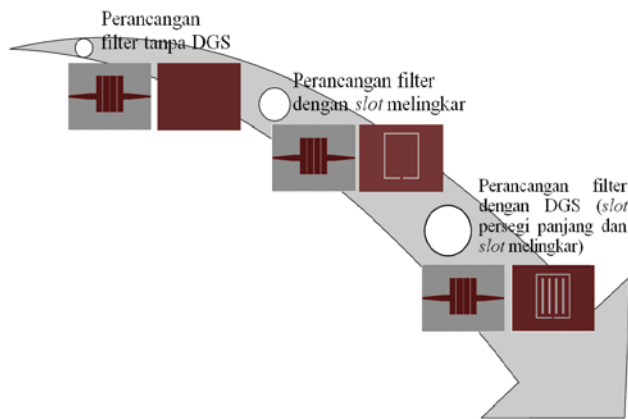 Perancangan
filter tanpa DGS
Perancangan filter
dengan slot melingkar
Perancangan filter
dengan DGS (slot
persegi panjang dan
slot melingkar)